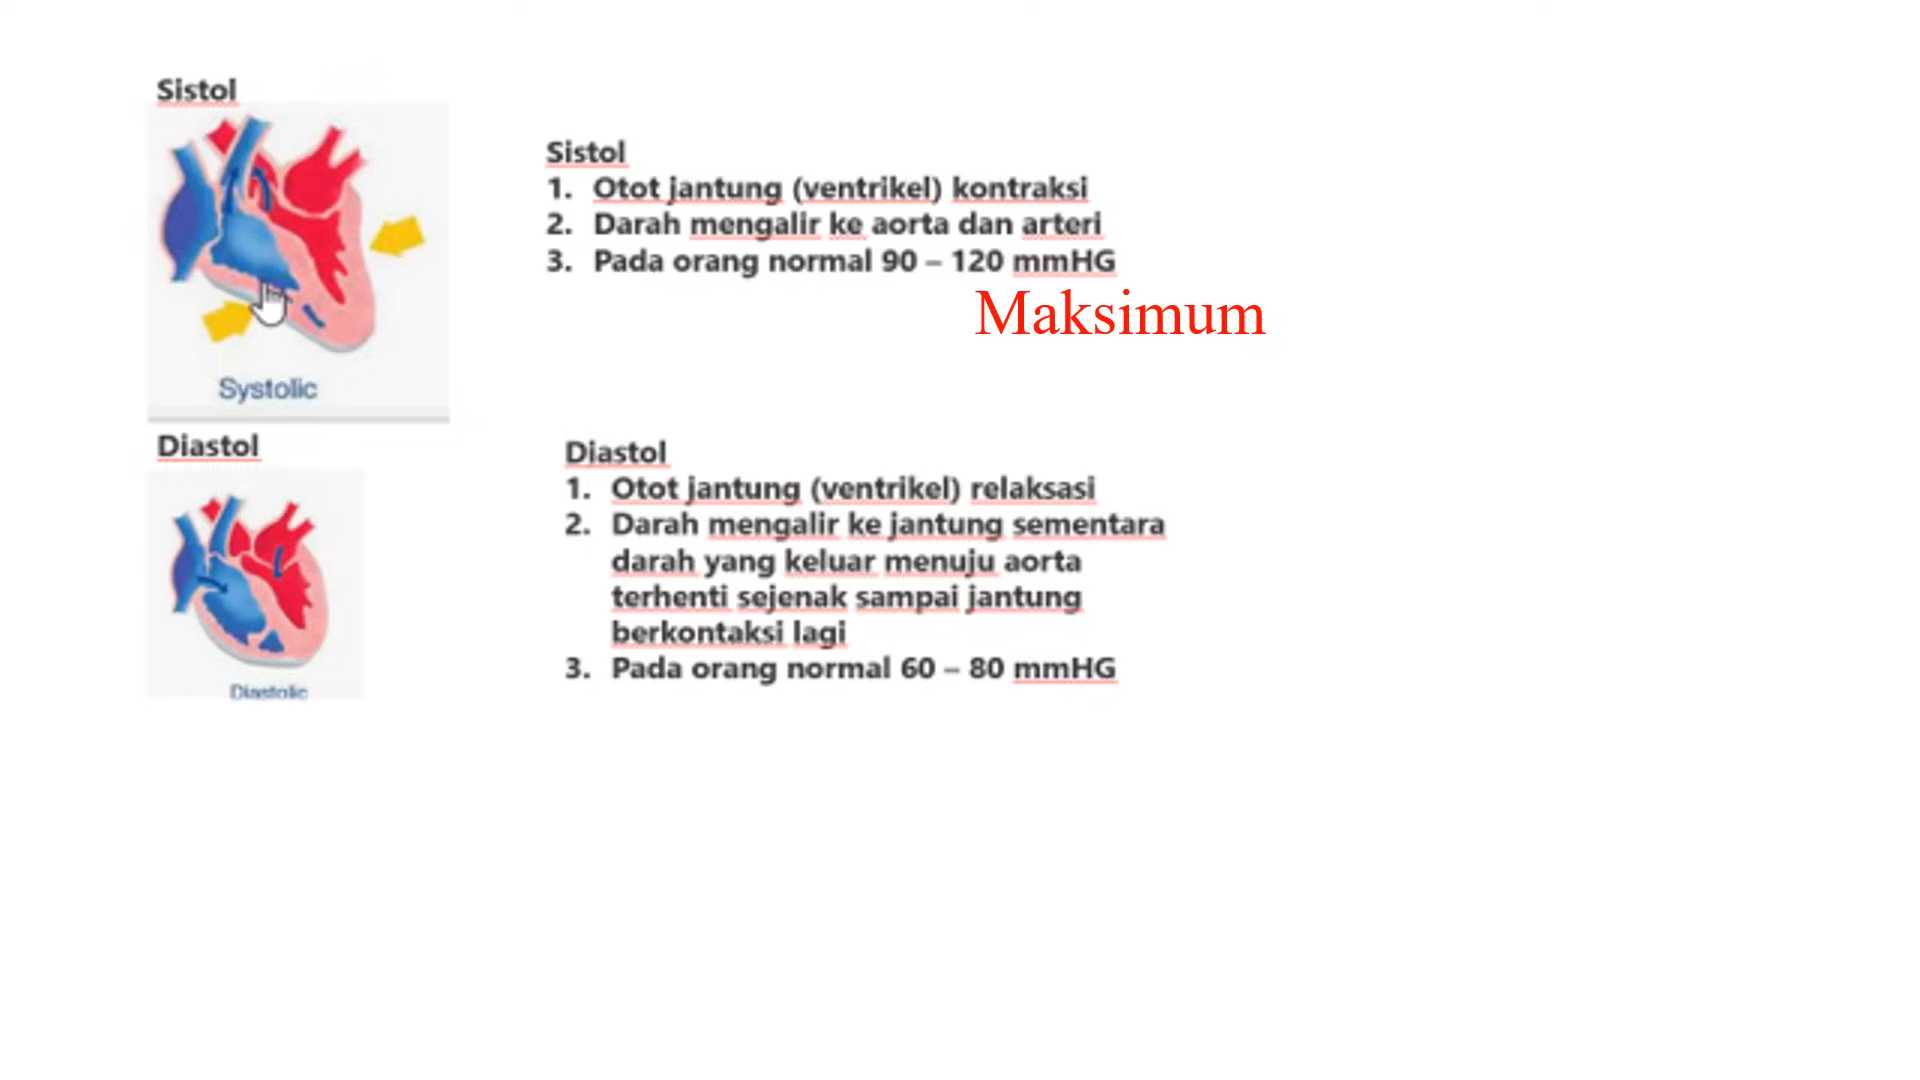 Sistol
Systolic
Sistol
1. Otot jantung (ventrikel) kontraksi
2. Darah mengalir ke aorta dan arteri
3. Pada orang normal 90 – 120 mmHG
Maksimum
Diastol
Diastolic
Diastol
1. Otot jantung (ventrikel) relaksasi
2. Darah mengalir ke jantung sementara
darah yang keluar menuju aorta
terhenti sejenak sampai jantung
berkontaksi lagi
3. Pada orang normal 60 – 80 mmHG